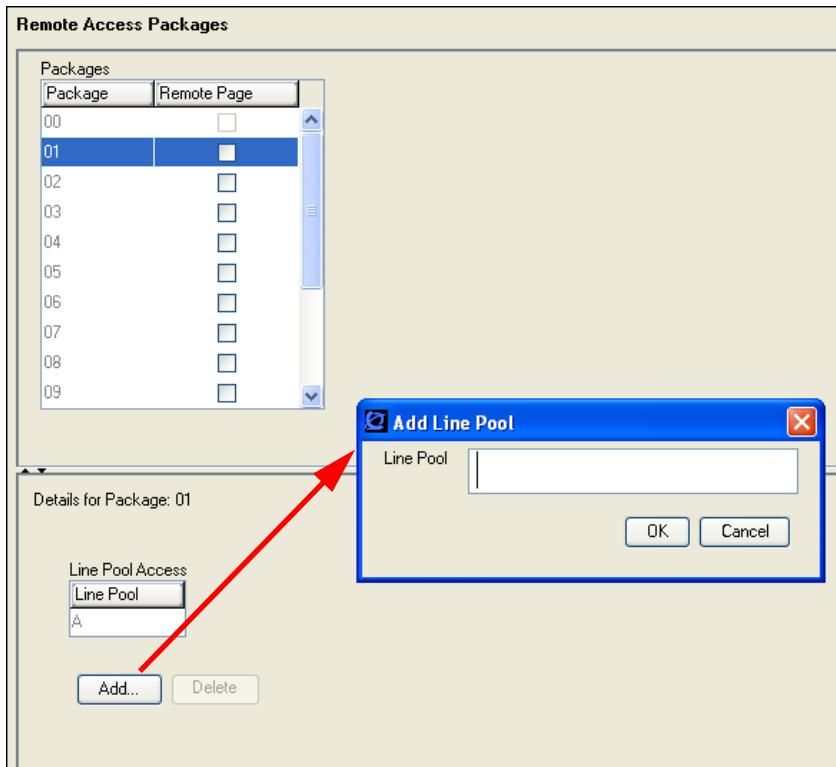 Remote Access Packages
Packages
Package Remote Page
00
01
02
03
04
05
06
07
08
09
Add Line Pool
Line Pool
OK Cancel
Details for Package: 01
Line Pool Access
Line Pool
A
Add... Delete